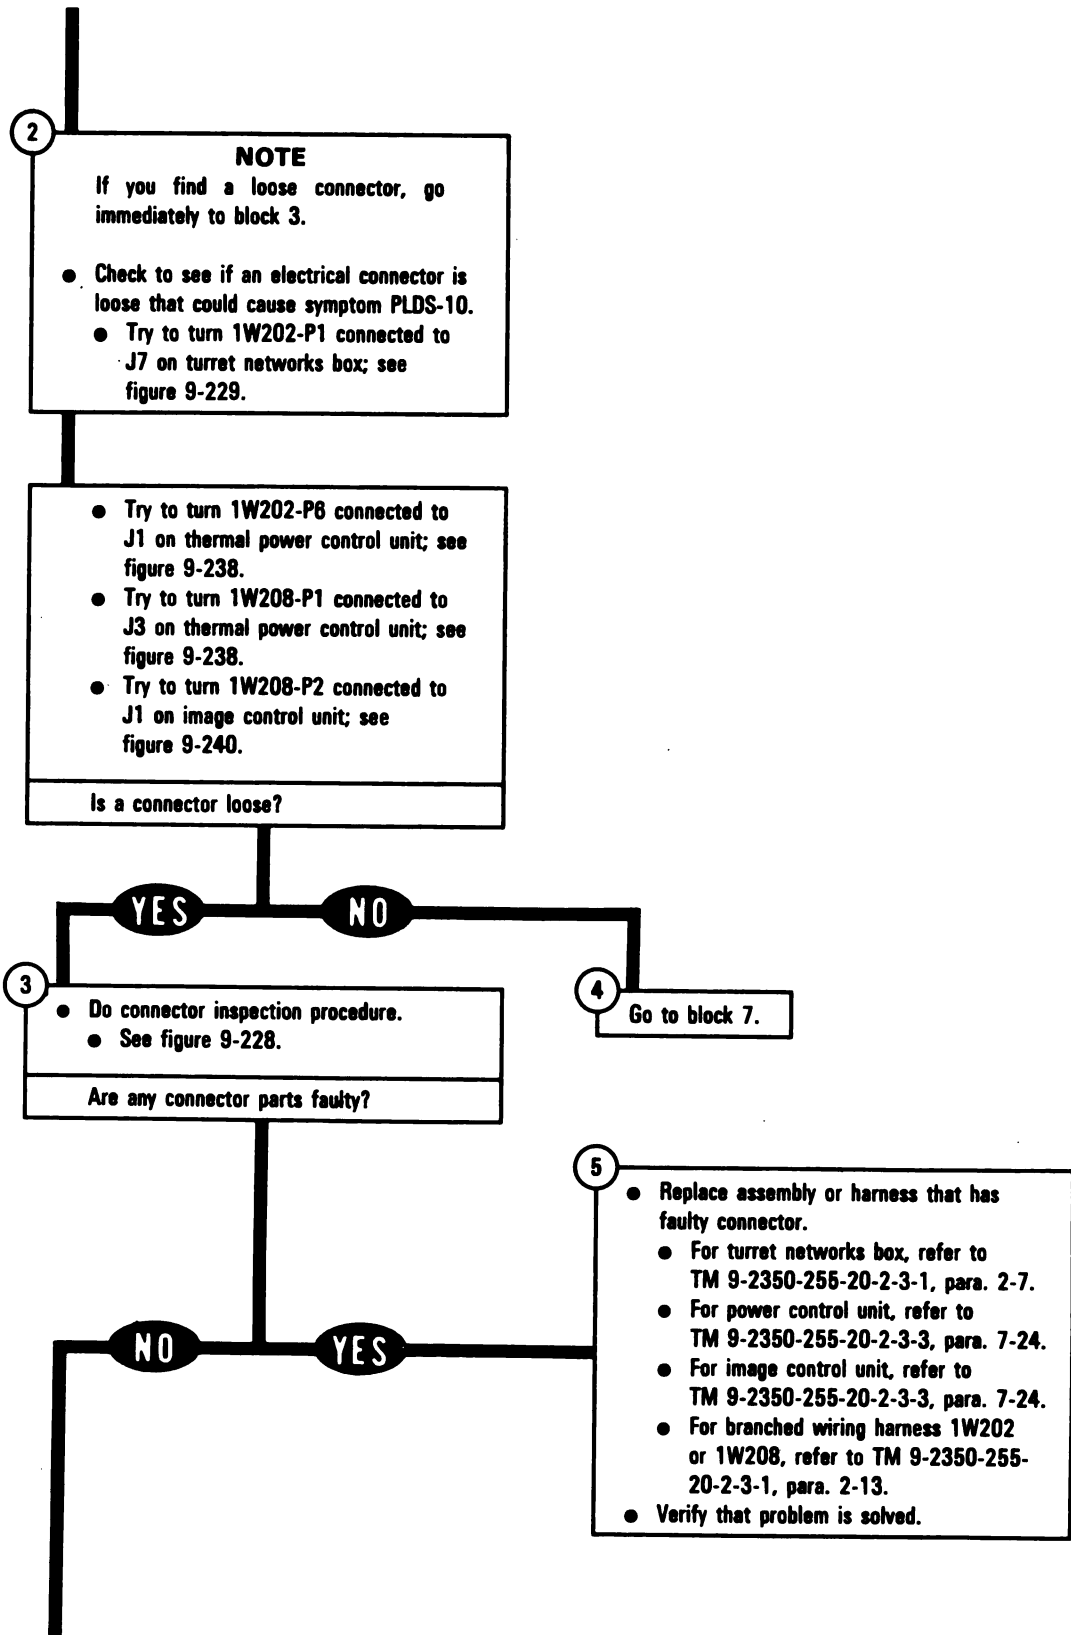 2
NOTE
If you find a loose connector, go
immediately to block 3.
● Check to see if an electrical connector is
loose that could cause symptom PLDS-10.
● Try to turn 1W202-P1 connected to
J7 on turret networks box; see
figure 9-229.
● Try to turn 1W202-P6 connected to
J1 on thermal power control unit; see
figure 9-238.
● Try to turn 1W208-P1 connected to
J3 on thermal power control unit; see
figure 9-238.
● Try to turn 1W208-P2 connected to
J1 on image control unit; see
figure 9-240.
Is a connector loose?
YES
NO
3
● Do connector inspection procedure.
● See figure 9-228.
Are any connector parts faulty?
4
Go to block 7.
NO
YES
5
● Replace assembly or harness that has
faulty connector.
● For turret networks box, refer to
TM 9-2350-255-20-2-3-1, para. 2-7.
● For power control unit, refer to
TM 9-2350-255-20-2-3-3, para. 7-24.
● For image control unit, refer to
TM 9-2350-255-20-2-3-3, para. 7-24.
● For branched wiring harness 1W202
or 1W208, refer to TM 9-2350-255-
20-2-3-1, para. 2-13.
● Verify that problem is solved.